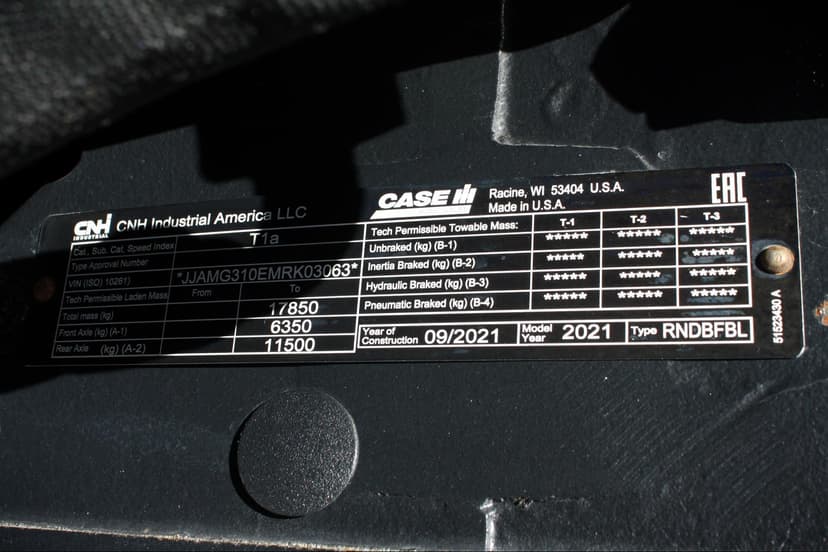 CNH INDUSTRIAL CNH Industrial America LLC
CASE IH Racine, WI 53404 U.S.A.
Made in U.S.A.
EAC
Cat., Sub. Cat. Speed Index T1a
Type Approval Number
VIN (ISO) 10261) *JJAMG310EMRK03063*
Tech Permissible Laden Mass From To
Total mass (kg) 17850
Front Axle (kg) (A-1) 6350
Rear Axle (kg) (A-2) 11500
Tech Permissible Towable Mass: T-1 T-2 T-3
Unbraked (kg) (B-1) ***** ***** *****
Inertia Braked (kg) (B-2) ***** ***** *****
Hydraulic Braked (kg) (B-3) ***** ***** *****
Pneumatic Braked (kg) (B-4) ***** ***** *****
Year of Construction 09/2021 Model Year 2021 Type RNDBFBL
51623430 A